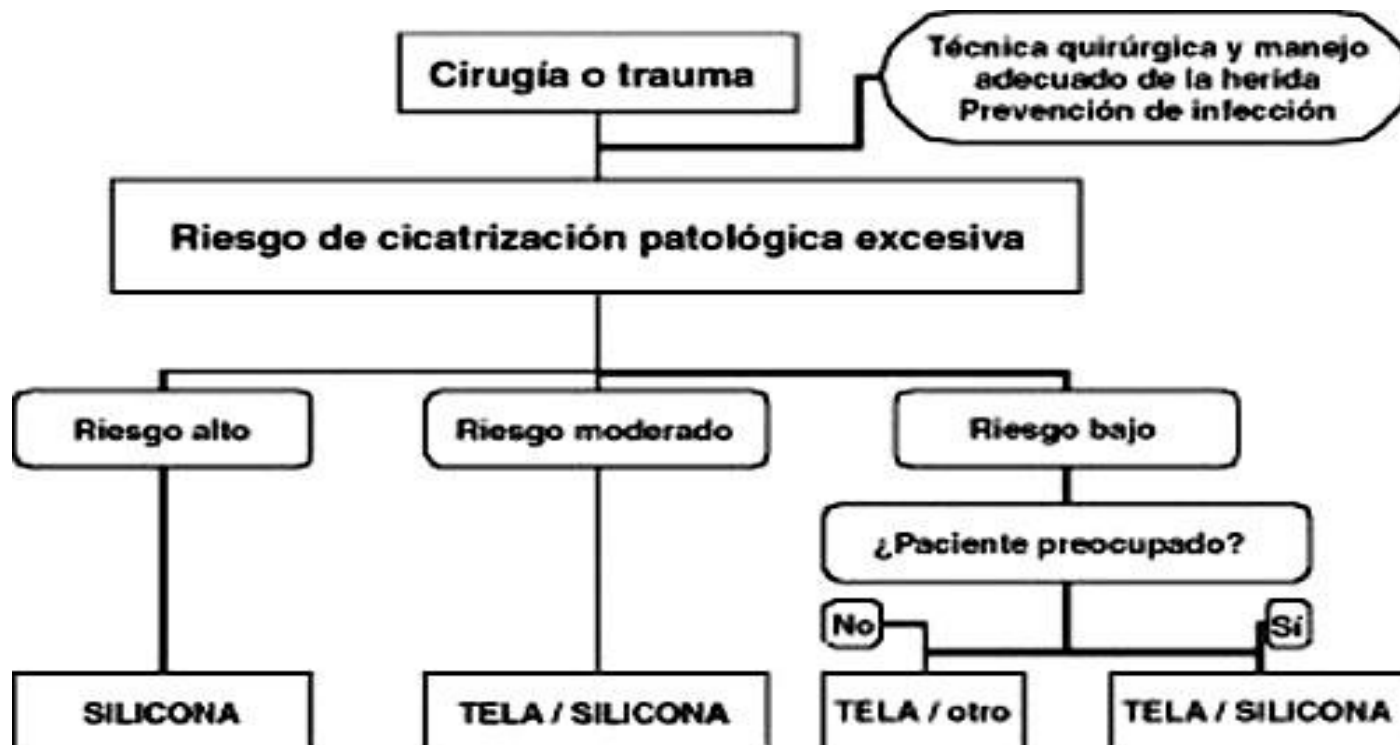 Cirugía o trauma
Técnica quirúrgica y manejo
adecuado de la herida
Prevención de infección
Riesgo de cicatrización patológica excesiva
Riesgo alto
Riesgo moderado
Riesgo bajo
¿Paciente preocupado?
No
Sí
SILICONA
TELA / SILICONA
TELA / otro
TELA / SILICONA